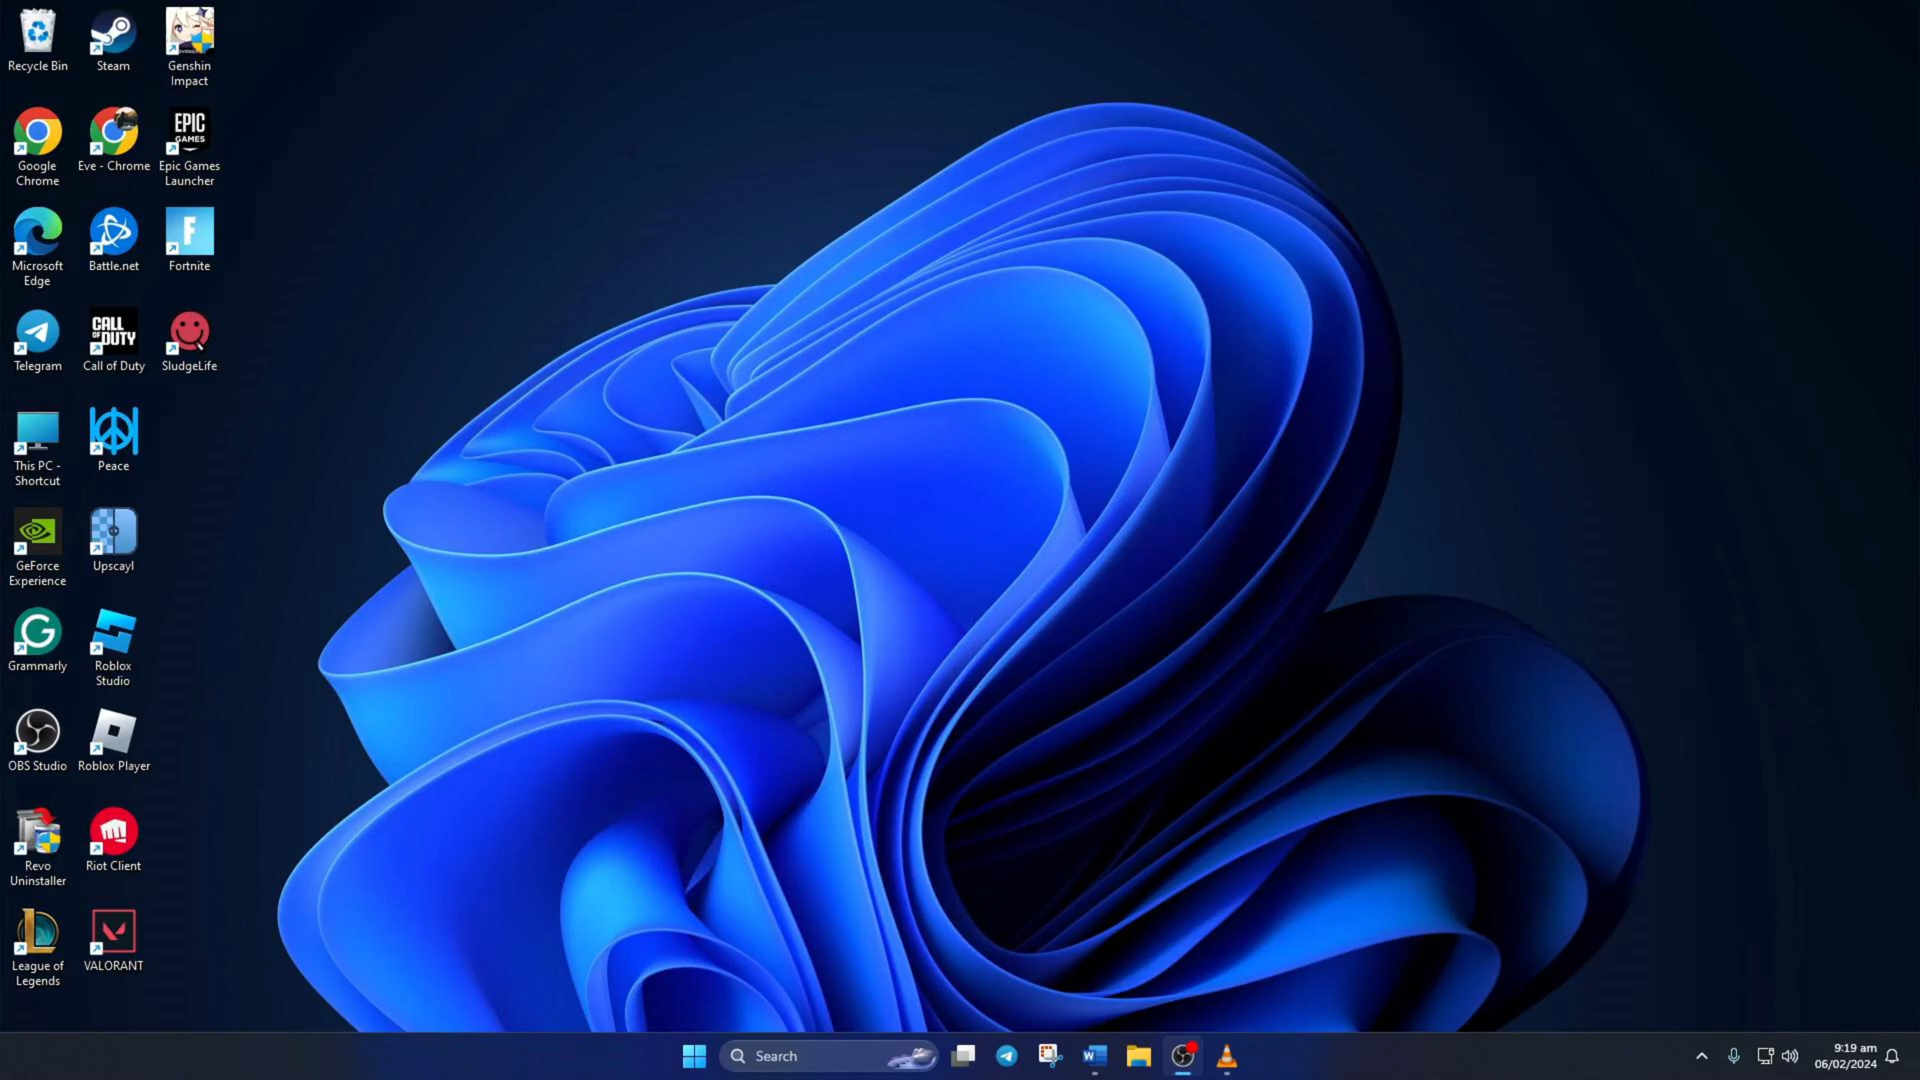 Recycle Bin
Steam
Genshin
Impact
Google
Chrome
Eve - Chrome
EPIC
GAMES
Epic Games
Launcher
Microsoft
Edge
Battle.net
F
Fortnite
Telegram
CALL
OF DUTY
Call of Duty
SludgeLife
This PC -
Shortcut
Peace
GeForce
Experience
Upscayl
G
Grammarly
Roblox
Studio
OBS Studio
Roblox Player
Revo
Uninstaller
Riot Client
L
League of
Legends
VALORANT
Search
W
9:19 am
06/02/2024